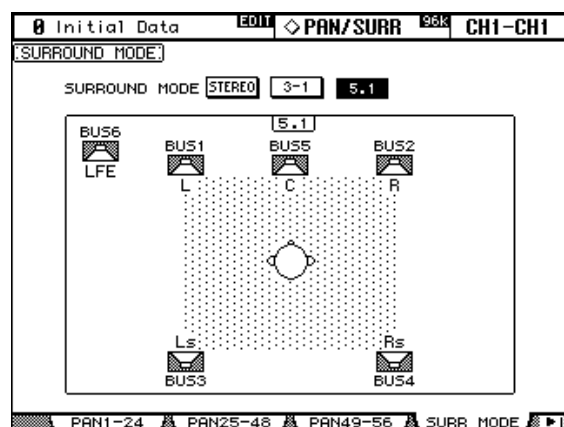 0 Initial Data EDIT ◇PAN/SURR 96k CH1-CH1
SURROUND MODE
SURROUND MODE STEREO 3-1 5.1
5.1
BUS6
LFE
BUS1 BUS5 BUS2
L C R
Ls Rs
BUS3 BUS4
PAN1-24 PAN25-48 PAN49-56 SURR MODE